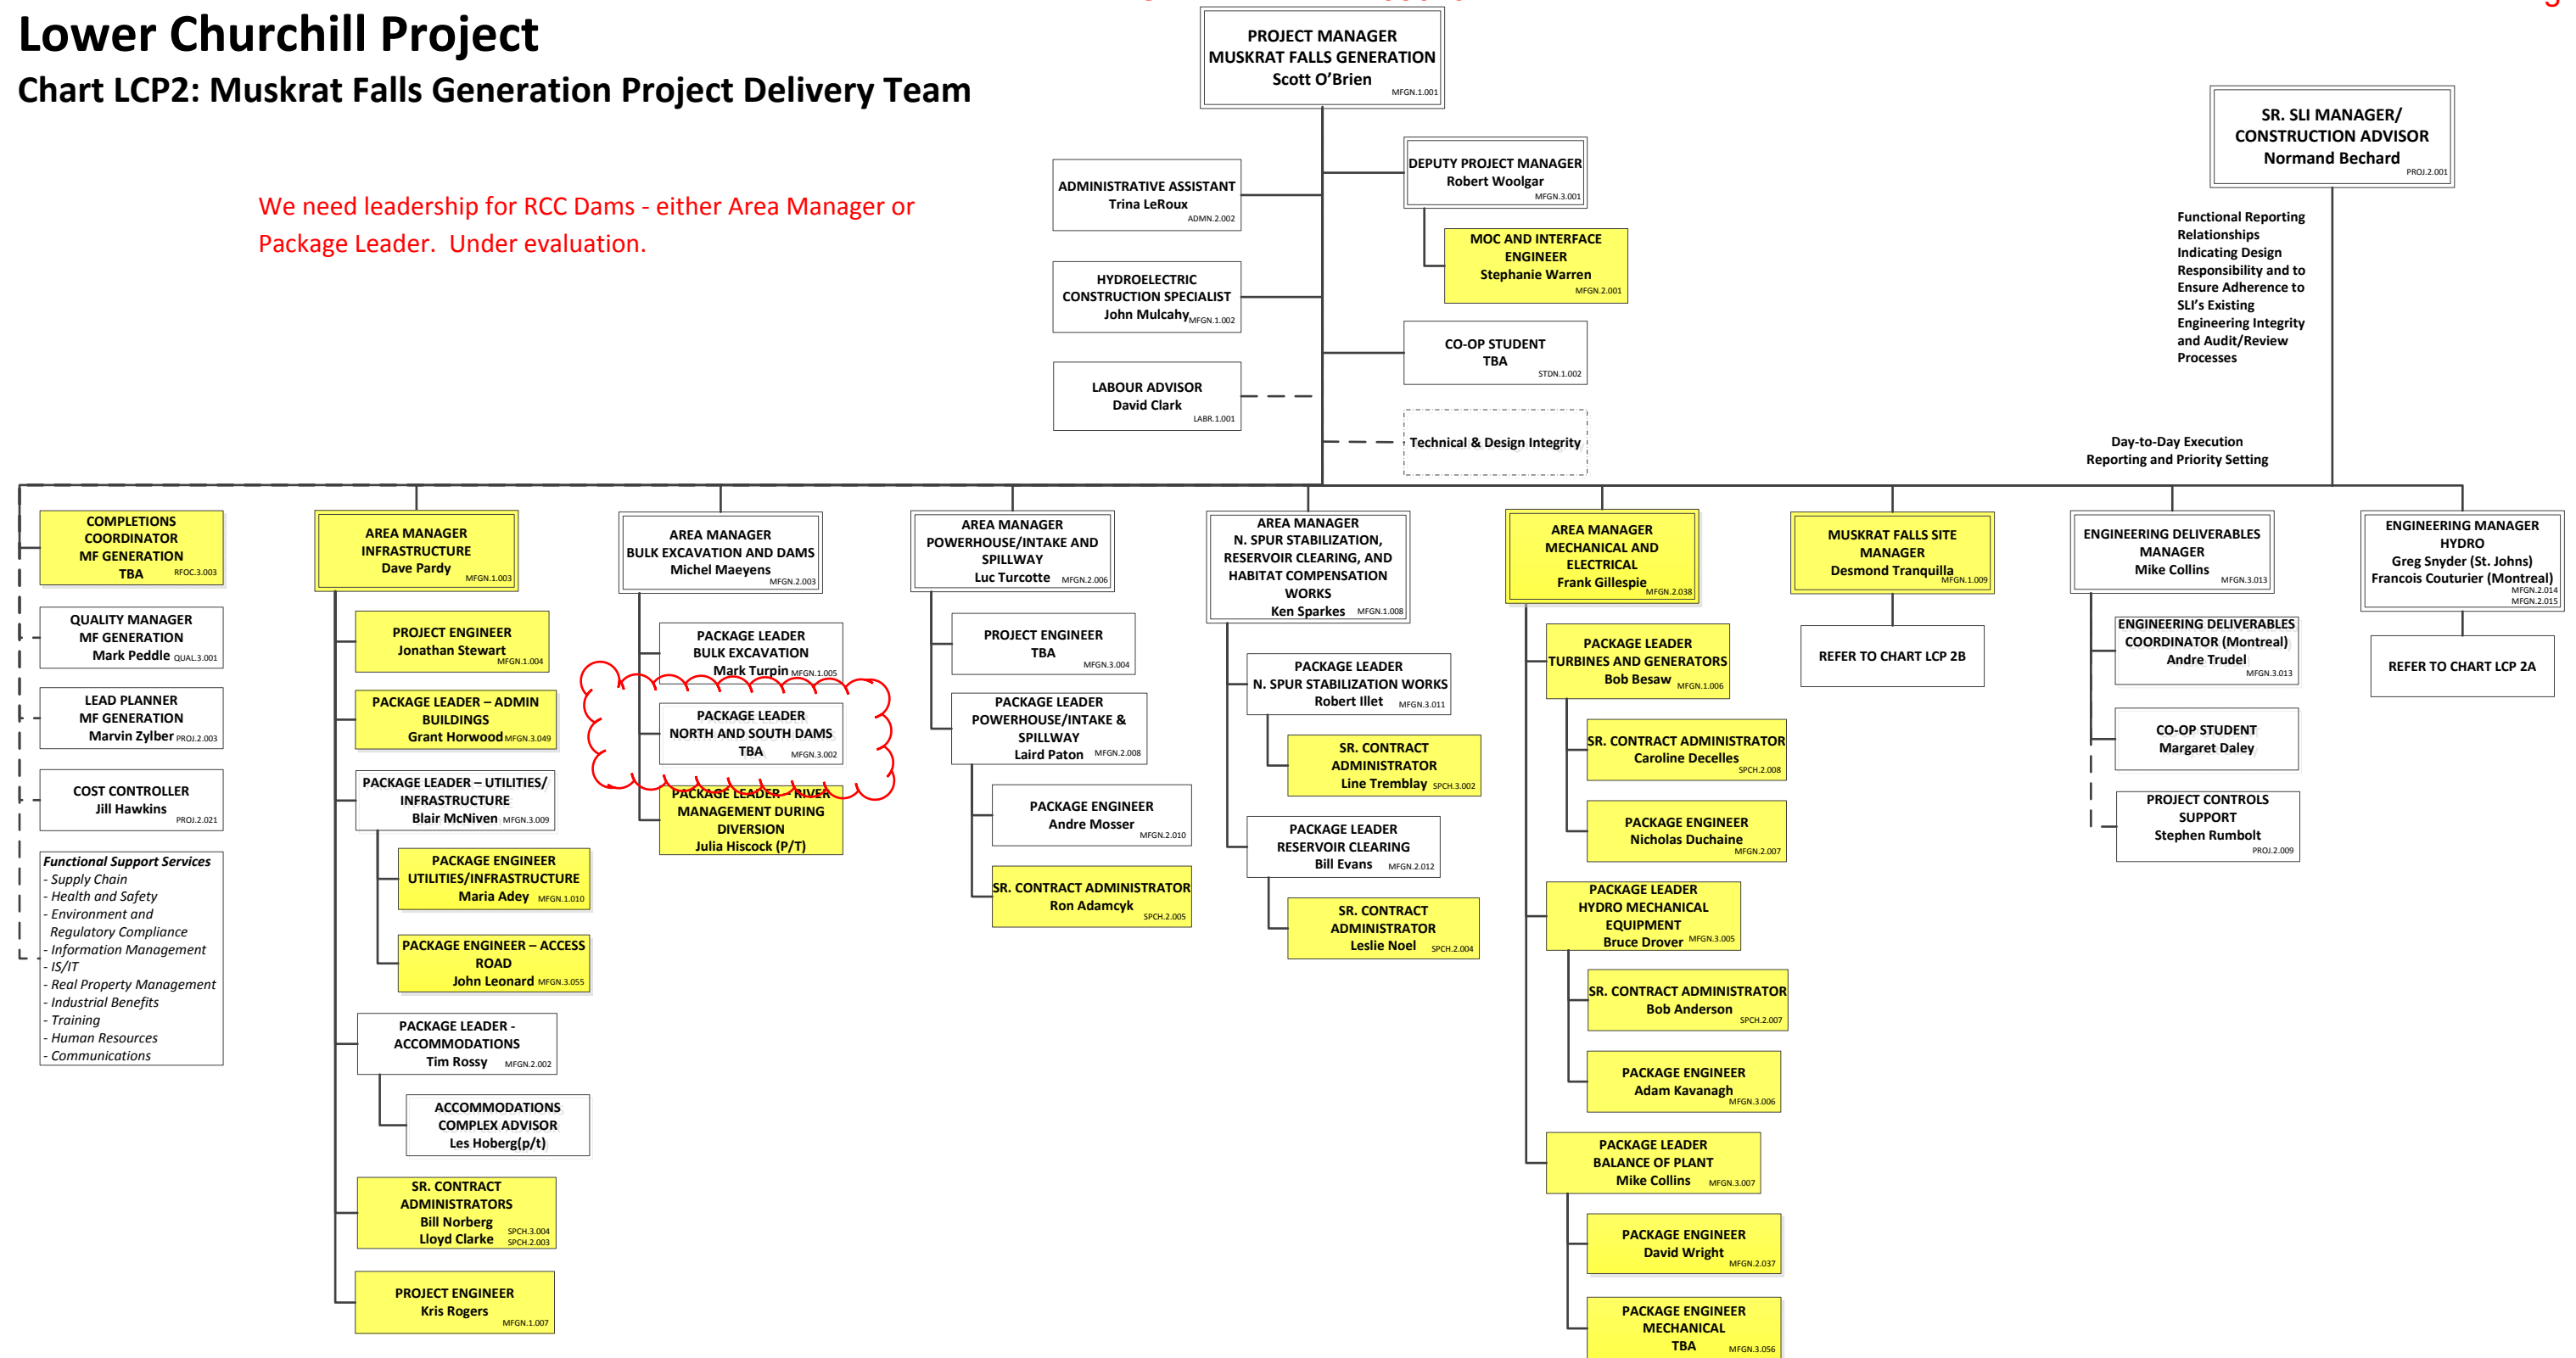 Lower Churchill Project
Chart LCP2: Muskrat Falls Generation Project Delivery Team
We need leadership for RCC Dams - either Area Manager or
Package Leader.  Under evaluation.
PROJECT MANAGER
MUSKRAT FALLS GENERATION
Scott O’Brien
MFGN.1.001
SR. SLI MANAGER/
CONSTRUCTION ADVISOR
Normand Bechard
PROJ.2.001
ADMINISTRATIVE ASSISTANT
Trina LeRoux
ADMN.2.002
DEPUTY PROJECT MANAGER
Robert Woolgar
MFGN.3.001
MOC AND INTERFACE
ENGINEER
Stephanie Warren
MFGN.2.001
HYDROELECTRIC
CONSTRUCTION SPECIALIST
John Mulcahy MFGN.1.002
CO-OP STUDENT
TBA
STDN.1.002
LABOUR ADVISOR
David Clark
LABR.1.001
Technical & Design Integrity
Functional Reporting
Relationships
Indicating Design
Responsibility and to
Ensure Adherence to
SLI’s Existing
Engineering Integrity
and Audit/Review
Processes
Day-to-Day Execution
Reporting and Priority Setting
COMPLETIONS
COORDINATOR
MF GENERATION
TBA RFOC.3.003
QUALITY MANAGER
MF GENERATION
Mark Peddle QUAL.3.001
LEAD PLANNER
MF GENERATION
Marvin Zylber PROJ.2.003
COST CONTROLLER
Jill Hawkins
PROJ.2.021
Functional Support Services
- Supply Chain
- Health and Safety
- Environment and
Regulatory Compliance
- Information Management
- IS/IT
- Real Property Management
- Industrial Benefits
- Training
- Human Resources
- Communications
AREA MANAGER
INFRASTRUCTURE
Dave Pardy
MFGN.1.003
PROJECT ENGINEER
Jonathan Stewart
MFGN.1.004
PACKAGE LEADER – ADMIN
BUILDINGS
Grant Horwood MFGN.3.049
PACKAGE LEADER – UTILITIES/
INFRASTRUCTURE
Blair McNiven MFGN.3.009
PACKAGE ENGINEER
UTILITIES/INFRASTRUCTURE
Maria Adey MFGN.1.010
PACKAGE ENGINEER – ACCESS
ROAD
John Leonard MFGN.3.055
PACKAGE LEADER -
ACCOMMODATIONS
Tim Rossy MFGN.2.002
ACCOMMODATIONS
COMPLEX ADVISOR
Les Hoberg(p/t)
SR. CONTRACT
ADMINISTRATORS
Bill Norberg SPCH.3.004
Lloyd Clarke SPCH.2.003
PROJECT ENGINEER
Kris Rogers
MFGN.1.007
AREA MANAGER
BULK EXCAVATION AND DAMS
Michel Maeyens
MFGN.2.003
PACKAGE LEADER
BULK EXCAVATION
Mark Turpin MFGN.1.005
PACKAGE LEADER
NORTH AND SOUTH DAMS
TBA MFGN.3.002
PACKAGE LEADER - RIVER
MANAGEMENT DURING
DIVERSION
Julia Hiscock (P/T)
AREA MANAGER
POWERHOUSE/INTAKE AND
SPILLWAY
Luc Turcotte MFGN.2.006
PROJECT ENGINEER
TBA
MFGN.3.004
PACKAGE LEADER
POWERHOUSE/INTAKE &
SPILLWAY
Laird Paton MFGN.2.008
PACKAGE ENGINEER
Andre Mosser
MFGN.2.010
SR. CONTRACT ADMINISTRATOR
Ron Adamcyk
SPCH.2.005
AREA MANAGER
N. SPUR STABILIZATION,
RESERVOIR CLEARING, AND
HABITAT COMPENSATION
WORKS
Ken Sparkes MFGN.1.008
PACKAGE LEADER
N. SPUR STABILIZATION WORKS
Robert Illet MFGN.3.011
SR. CONTRACT
ADMINISTRATOR
Line Tremblay SPCH.3.002
PACKAGE LEADER
RESERVOIR CLEARING
Bill Evans MFGN.2.012
SR. CONTRACT
ADMINISTRATOR
Leslie Noel SPCH.2.004
AREA MANAGER
MECHANICAL AND
ELECTRICAL
Frank Gillespie
MFGN.2.038
PACKAGE LEADER
TURBINES AND GENERATORS
Bob Besaw MFGN.1.006
SR. CONTRACT ADMINISTRATOR
Caroline Decelles
SPCH.2.008
PACKAGE ENGINEER
Nicholas Duchaine
MFGN.2.007
PACKAGE LEADER
HYDRO MECHANICAL
EQUIPMENT
Bruce Drover MFGN.3.005
SR. CONTRACT ADMINISTRATOR
Bob Anderson
SPCH.2.007
PACKAGE ENGINEER
Adam Kavanagh
MFGN.3.006
PACKAGE LEADER
BALANCE OF PLANT
Mike Collins MFGN.3.007
PACKAGE ENGINEER
David Wright
MFGN.2.037
PACKAGE ENGINEER
MECHANICAL
TBA MFGN.3.056
MUSKRAT FALLS SITE
MANAGER
Desmond Tranquilla
MFGN.1.009
REFER TO CHART LCP 2B
ENGINEERING DELIVERABLES
MANAGER
Mike Collins
MFGN.3.013
ENGINEERING DELIVERABLES
COORDINATOR (Montreal)
Andre Trudel
MFGN.3.013
CO-OP STUDENT
Margaret Daley
PROJECT CONTROLS
SUPPORT
Stephen Rumbolt
PROJ.2.009
ENGINEERING MANAGER
HYDRO
Greg Snyder (St. Johns)
Francois Couturier (Montreal)
MFGN.2.014
MFGN.2.015
REFER TO CHART LCP 2A